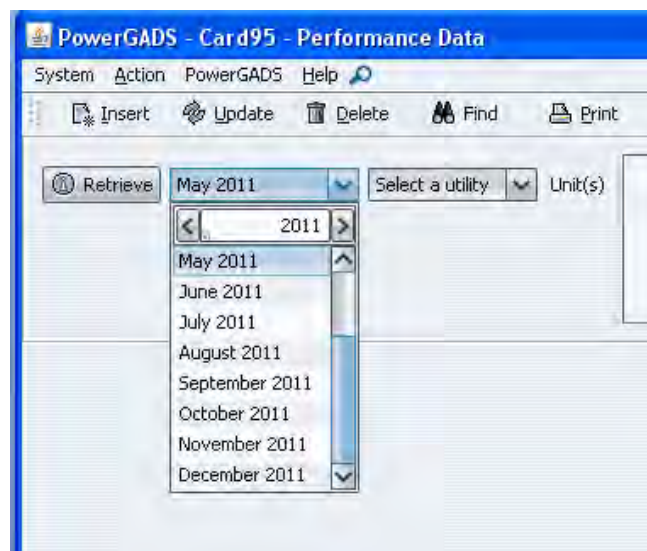 PowerGADS - Card95 - Performance Data
System Action PowerGADS Help
Insert Update Delete Find Print
Retrieve May 2011 Select a utility Unit(s)
2011
May 2011
June 2011
July 2011
August 2011
September 2011
October 2011
November 2011
December 2011